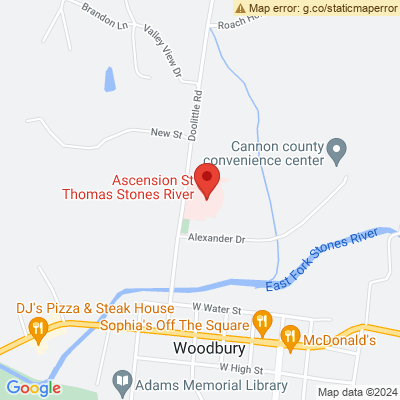 Map error: g.co/staticmaperror
Brandon Ln
Roach Ho
Valley View Dr
Doolittle Rd
New St
Cannon county
convenience center
Ascension St
Thomas Stones River
Alexander Dr
East Fork Stones River
DJ's Pizza & Steak House
W Water St
Sophia's Off The Square
McDonald's
Woodbury
W High St
Adams Memorial Library
Google
Map data ©2024